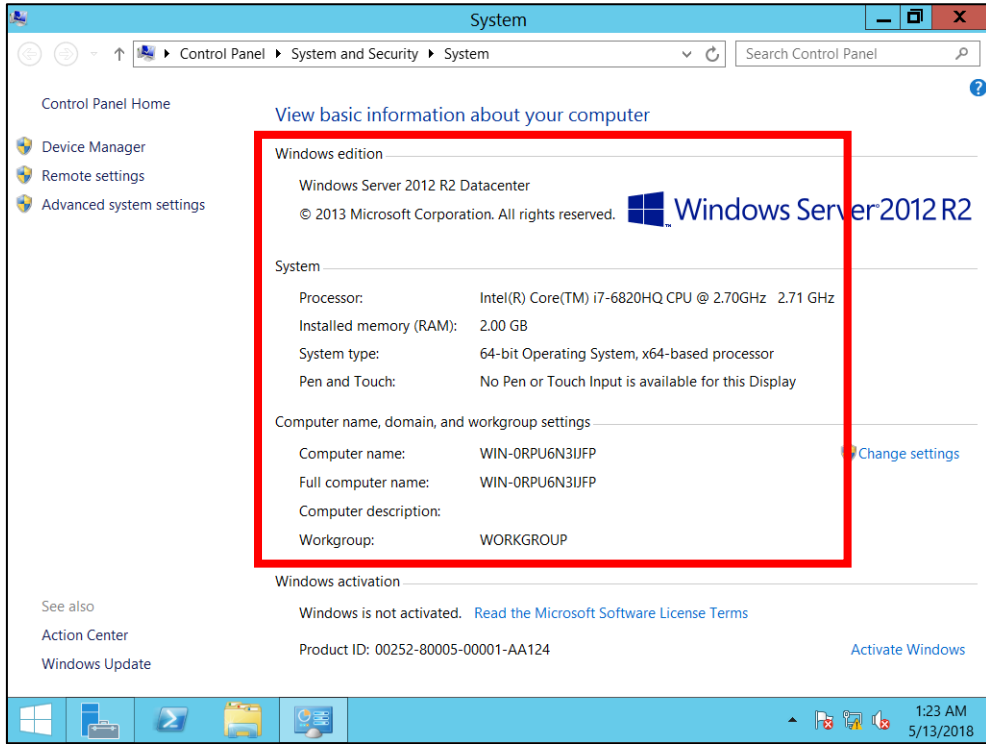 System
Control Panel System and Security System
Search Control Panel
Control Panel Home
Device Manager
Remote settings
Advanced system settings
View basic information about your computer
Windows edition
Windows Server 2012 R2 Datacenter
© 2013 Microsoft Corporation. All rights reserved.
Windows Server 2012 R2
System
Processor: Intel(R) Core(TM) i7-6820HQ CPU @ 2.70GHz 2.71 GHz
Installed memory (RAM): 2.00 GB
System type: 64-bit Operating System, x64-based processor
Pen and Touch: No Pen or Touch Input is available for this Display
Computer name, domain, and workgroup settings
Computer name: WIN-0RPU6N3IJFP
Change settings
Full computer name: WIN-0RPU6N3IJFP
Computer description:
Workgroup: WORKGROUP
Windows activation
Windows is not activated. Read the Microsoft Software License Terms
Product ID: 00252-80005-00001-AA124
Activate Windows
See also
Action Center
Windows Update
1:23 AM
5/13/2018